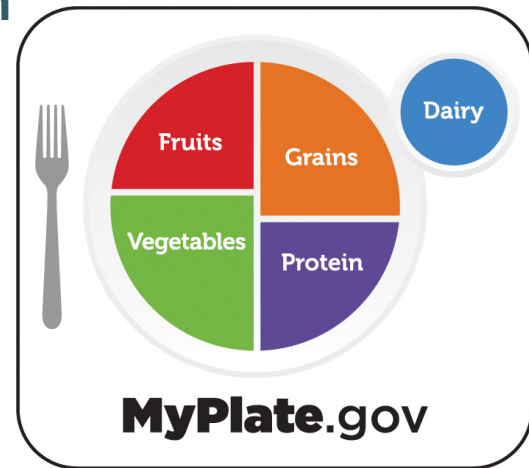 Fruits
Grains
Dairy
Vegetables
Protein
MyPlate.gov